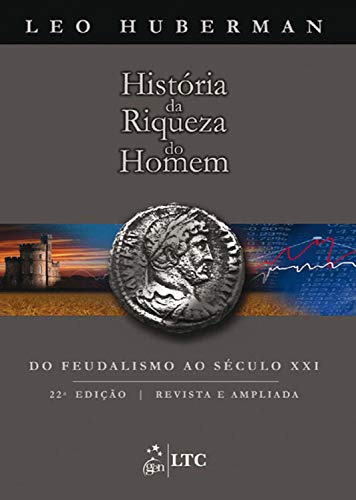 LEO HUBERMAN
História
da
Riqueza
do
Homem
DO FEUDALISMO AO SÉCULO XXI
22ª EDIÇÃO | REVISTA E AMPLIADA
gen LTC